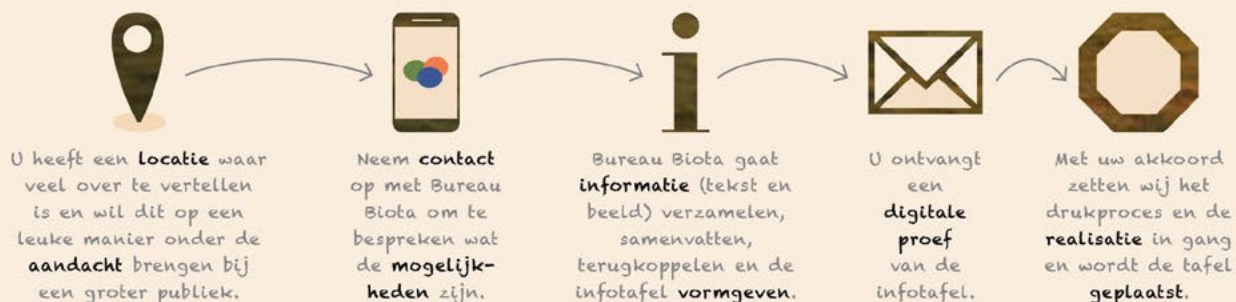 U heeft een locatie waar
veel over te vertellen
is en wil dit op een
leuke manier onder de
aandacht brengen bij
een groter publiek.
Neem contact
op met Bureau
Biota om te
bespreken wat
de mogelijk-
heden zijn.
Bureau Biota gaat
informatie (tekst en
beeld) verzamelen,
samenvatten,
terugkoppelen en de
infotafel vormgeven.
U ontvangt
een
digitale
proef
van de
infotafel.
Met uw akkoord
zetten wij het
drukproces en de
realisatie in gang
en wordt de tafel
geplaatst.